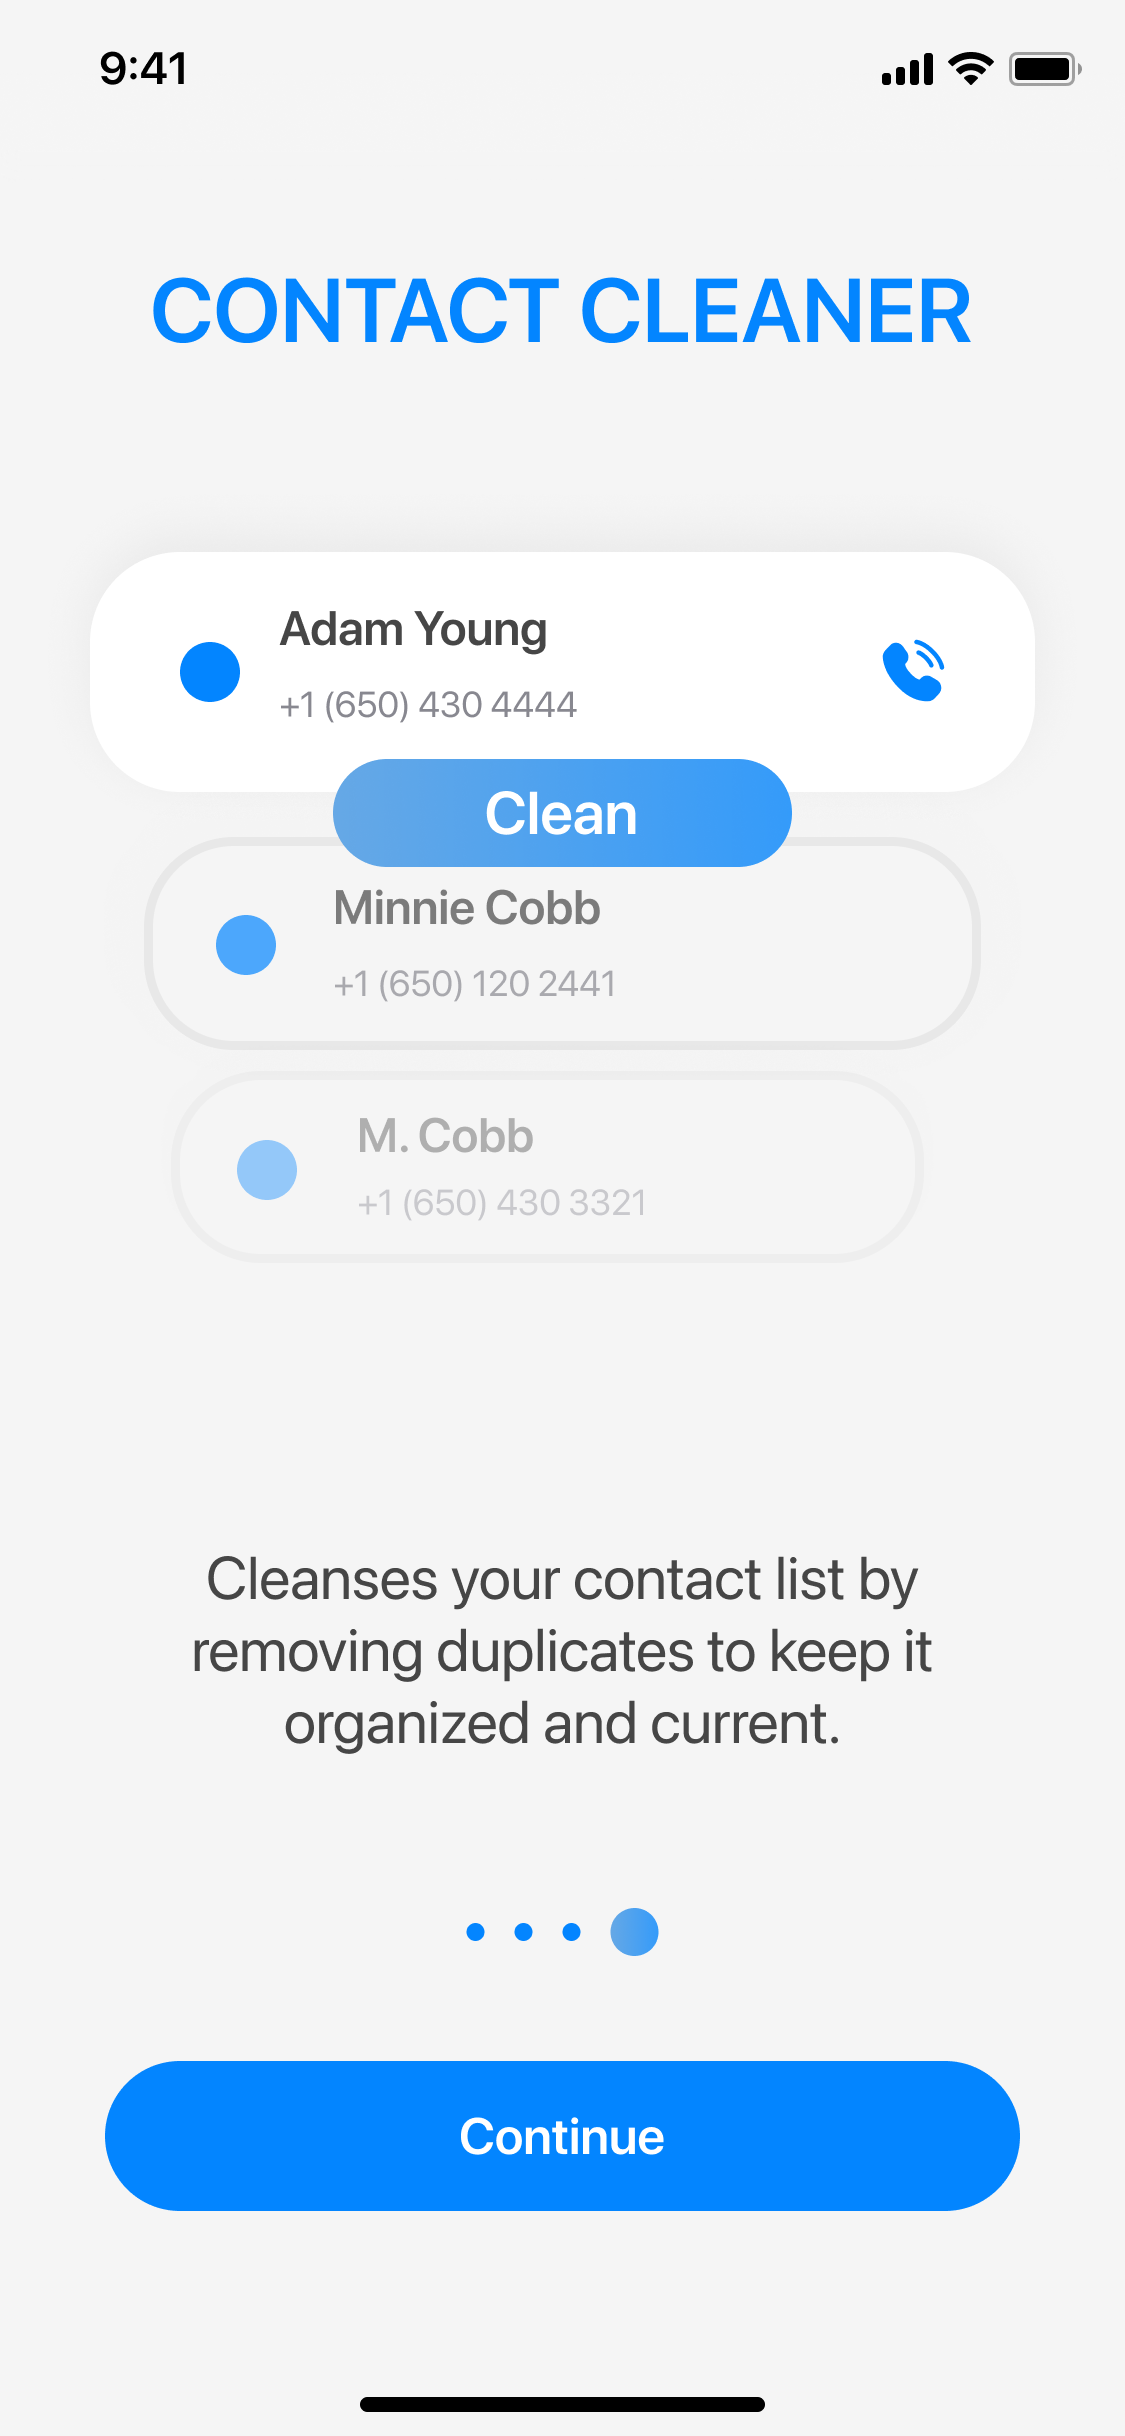 9:41
CONTACT CLEANER
Adam Young
+1 (650) 430 4444
Clean
Minnie Cobb
+1 (650) 120 2441
M. Cobb
+1 (650) 430 3321
Cleanses your contact list by
removing duplicates to keep it
organized and current.
Continue